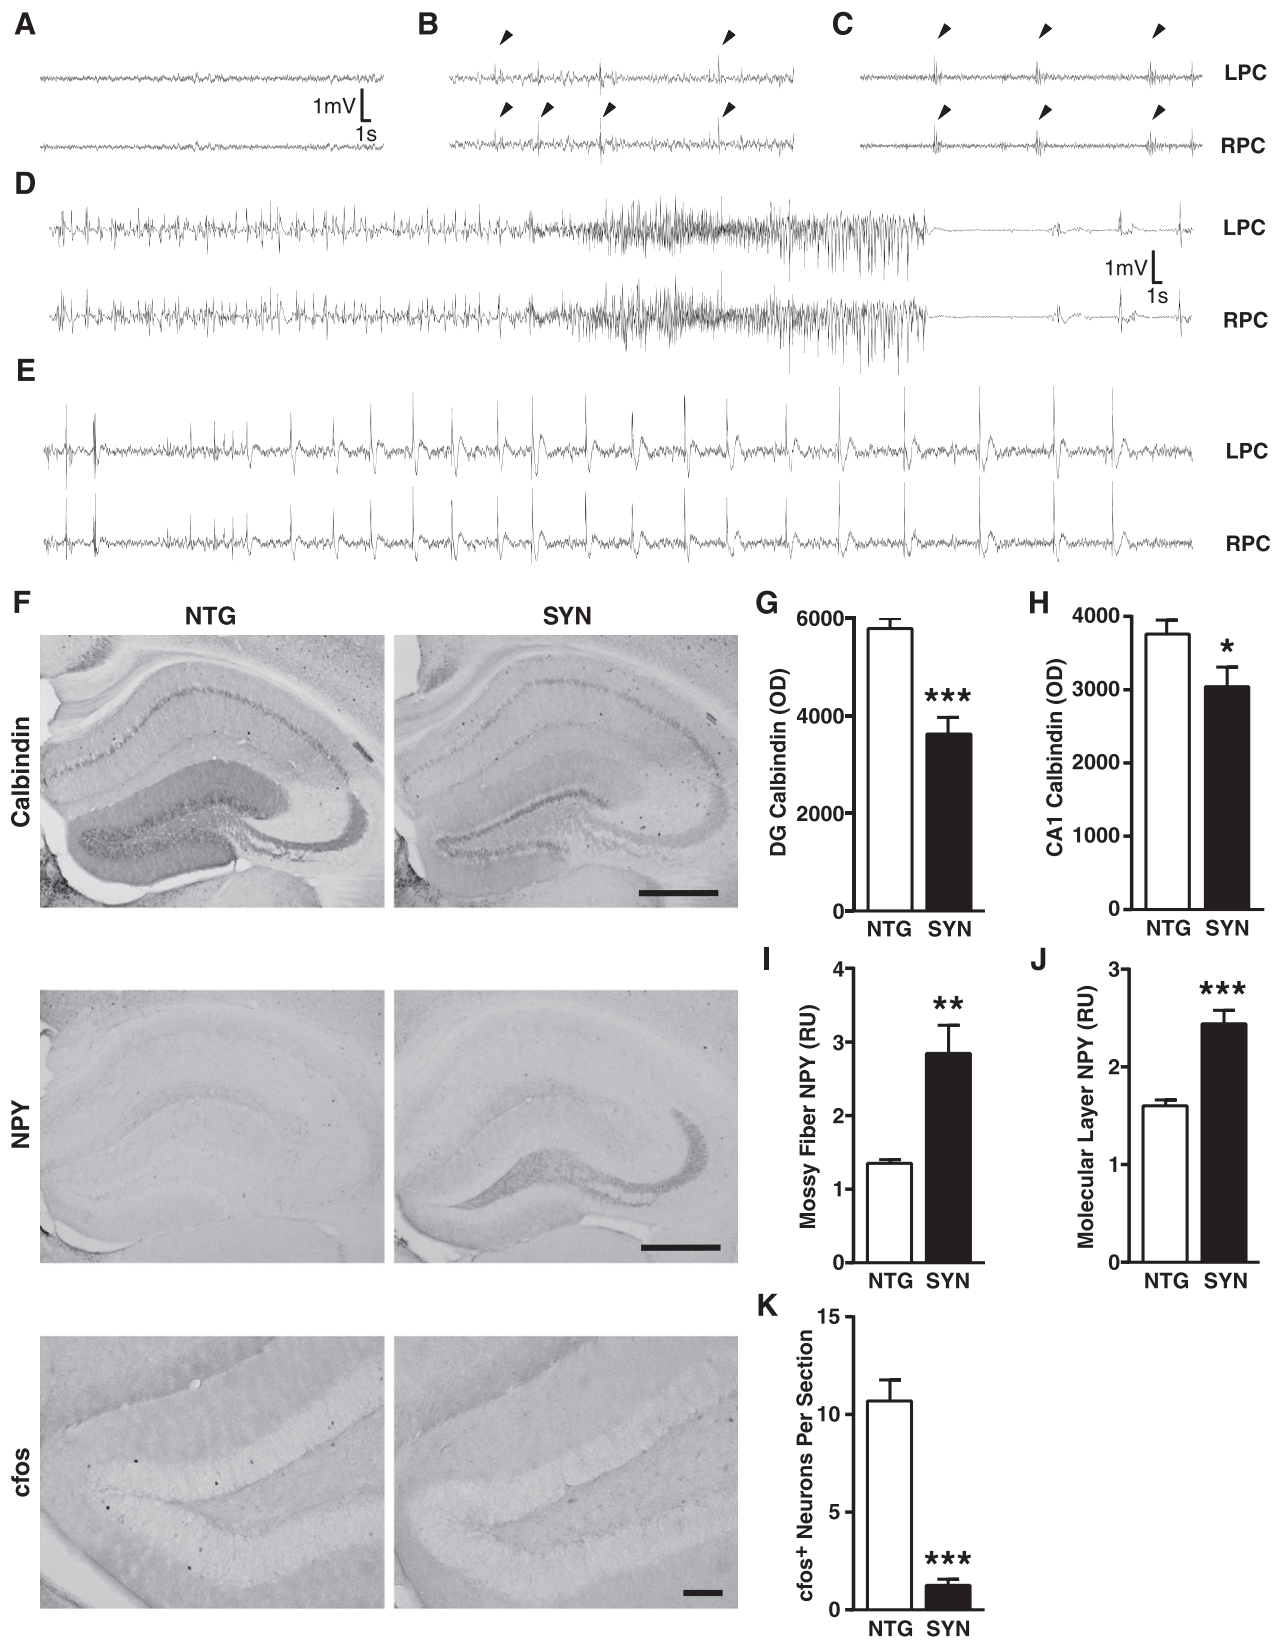 A
B
C
LPC
1mV
1s
RPC
D
LPC
1mV
1s
RPC
E
LPC
RPC
F
NTG
SYN
Calbindin
NPY
cfos
G
DG Calbindin (OD)
6000
4000
2000
0
***
NTG SYN
H
CA1 Calbindin (OD)
4000
3000
2000
1000
0
*
NTG SYN
I
Mossy Fiber NPY (RU)
4
3
2
1
0
**
NTG SYN
J
Molecular Layer NPY (RU)
3
2
1
0
***
NTG SYN
K
cfos+ Neurons Per Section
15
10
5
0
***
NTG SYN